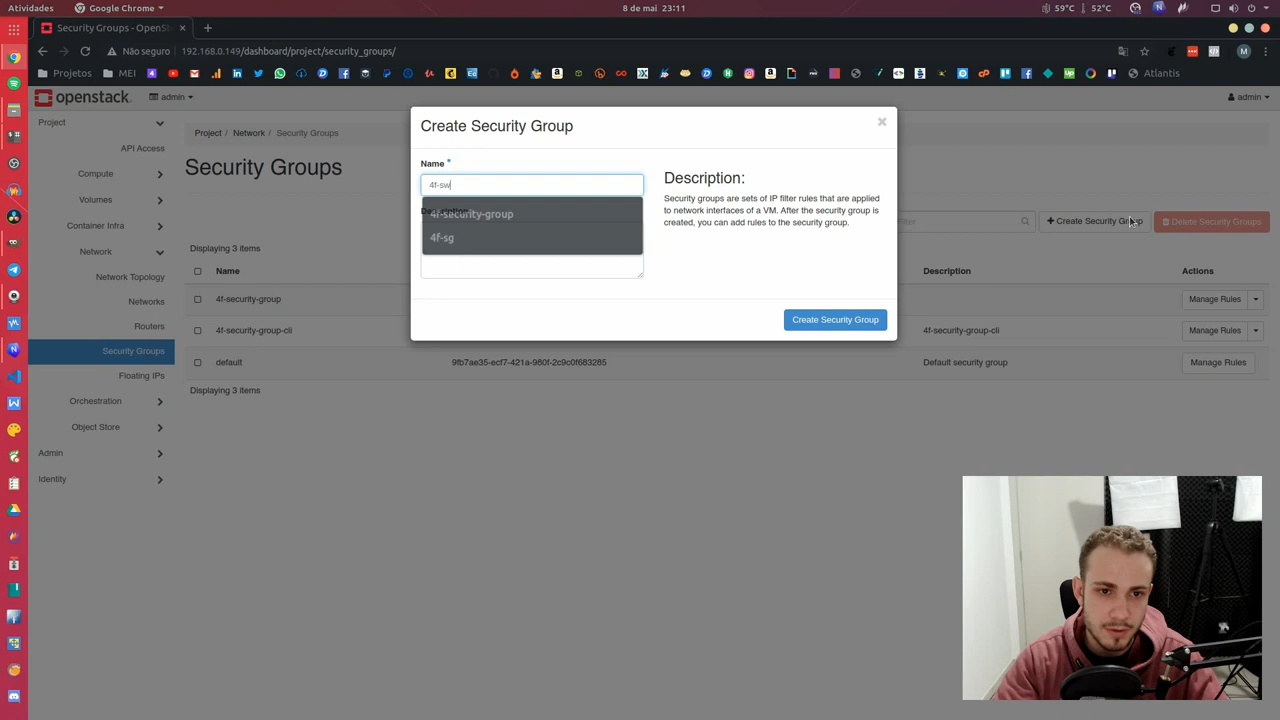 Atividades
Google Chrome
8 de mai 23:11
59°C
52°C
Security Groups - OpenSt
Não seguro
192.168.0.149/dashboard/project/security_groups/
Projetos
MEI
Atlantis
openstack.
admin
admin
Project
API Access
Compute
Volumes
Container Infra
Network
Network Topology
Networks
Routers
Security Groups
Floating IPs
Orchestration
Object Store
Admin
Identity
Project / Network / Security Groups
Security Groups
Filter
+ Create Security Group
Delete Security Groups
Displaying 3 items
Name
Description
Actions
4f-security-group
Manage Rules
4f-security-group-cli
4f-security-group-cli
Manage Rules
default
9fb7ae35-ecf7-421a-980f-2c9c0f683285
Default security group
Manage Rules
Displaying 3 items
Create Security Group
Name *
4f-sw
4f-security-group
4f-sg
Description:
Security groups are sets of IP filter rules that are applied
to network interfaces of a VM. After the security group is
created, you can add rules to the security group.
Create Security Group